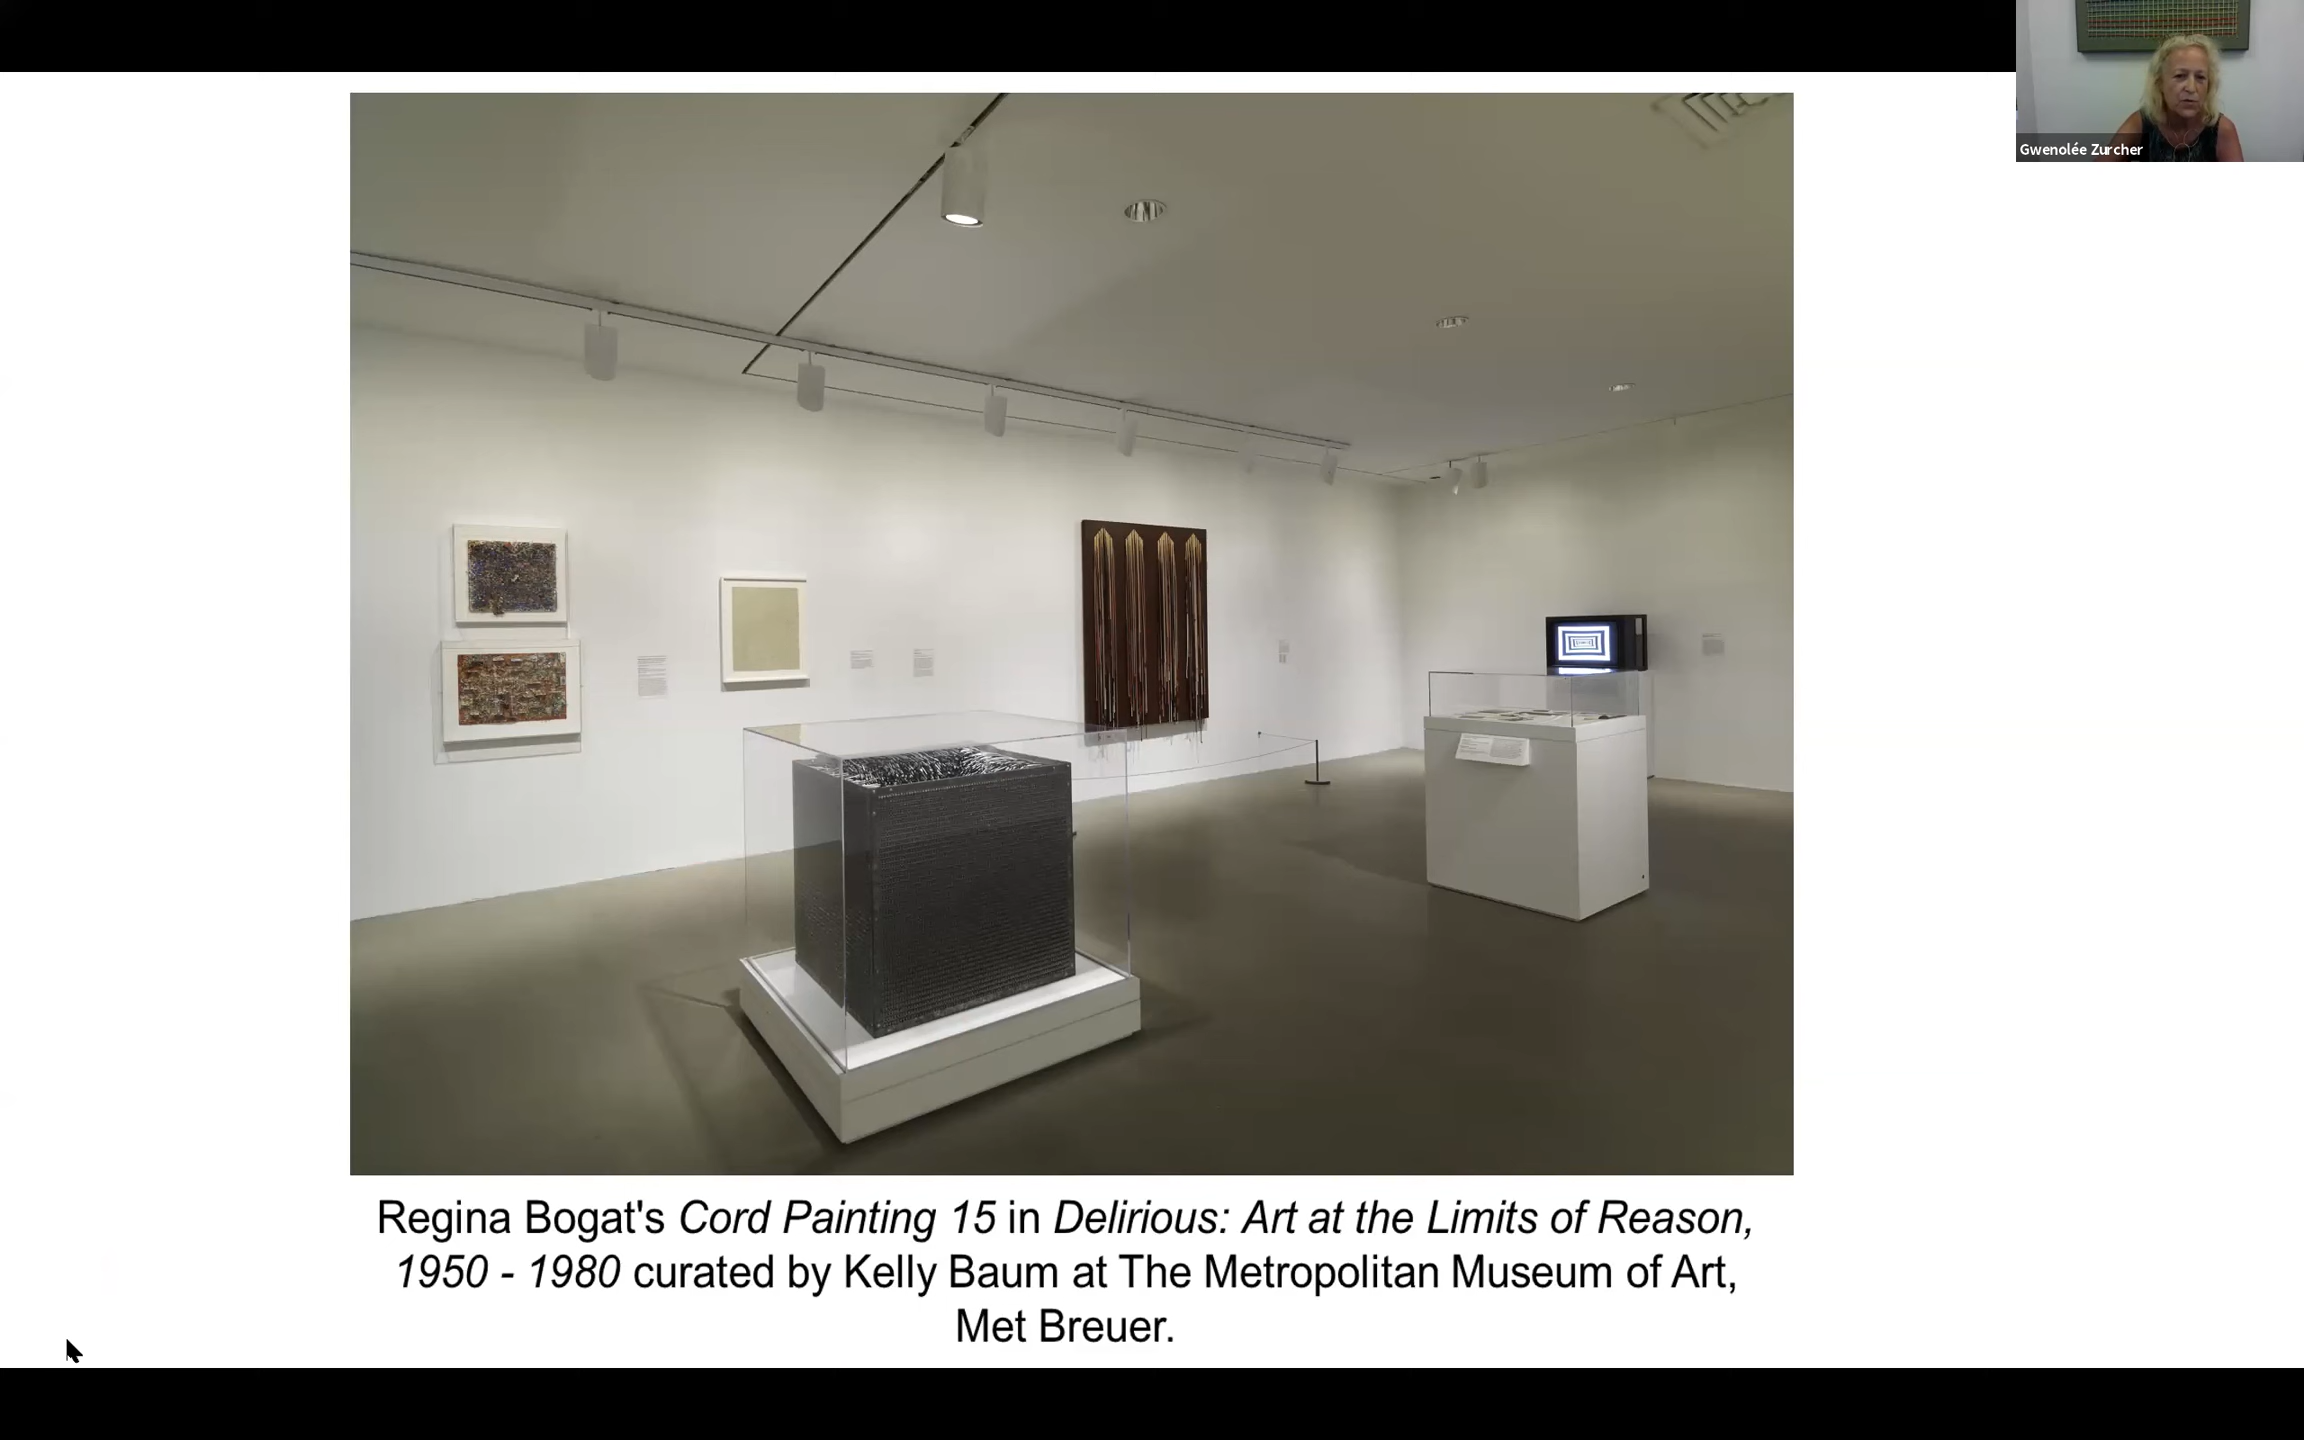 Gwenolée Zurcher
Regina Bogat's Cord Painting 15 in Delirious: Art at the Limits of Reason,
1950 - 1980 curated by Kelly Baum at The Metropolitan Museum of Art,
Met Breuer.